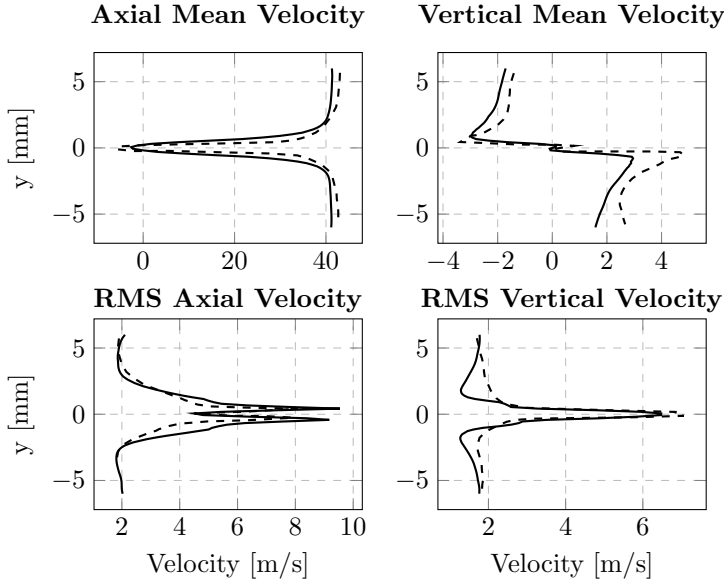 Axial Mean Velocity
Vertical Mean Velocity
5
0
−5
y [mm]
0 20 40
5
0
−5
−4 −2 0 2 4
RMS Axial Velocity
RMS Vertical Velocity
5
0
−5
y [mm]
2 4 6 8 10
Velocity [m/s]
5
0
−5
2 4 6
Velocity [m/s]